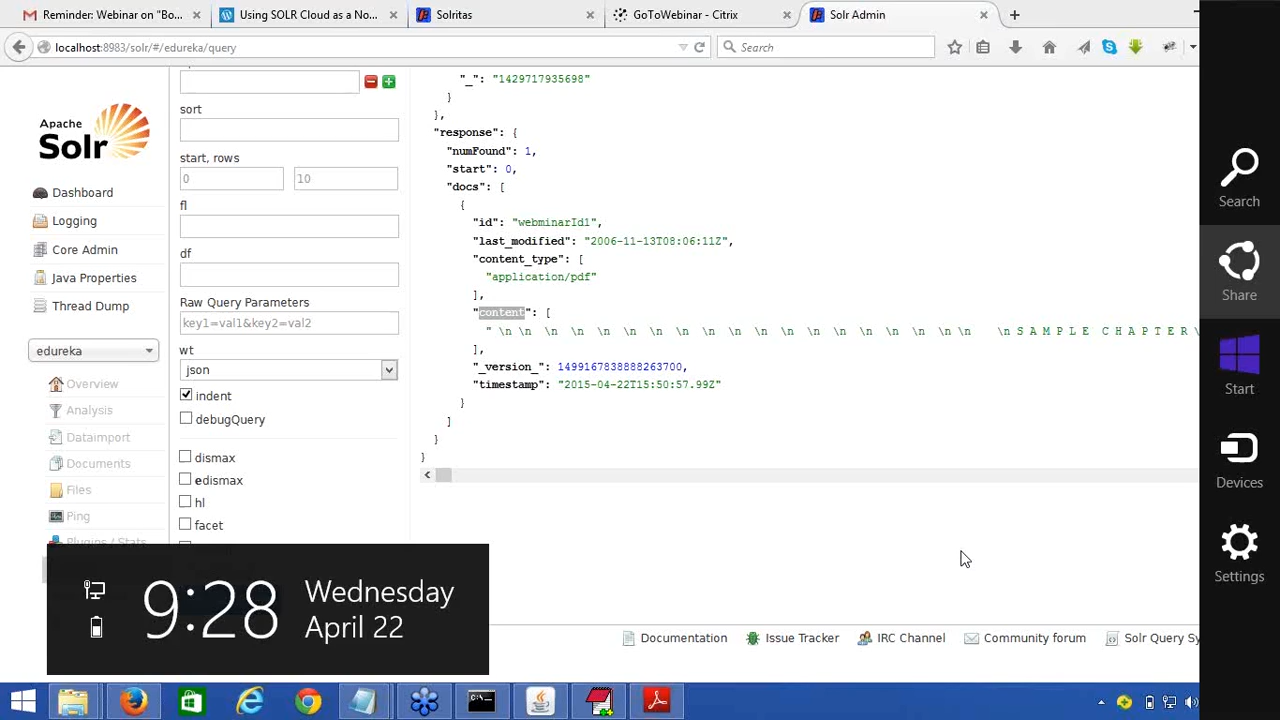 Reminder: Webinar on "Bo...
Using SOLR Cloud as a No...
Solritas
GoToWebinar - Citrix
Solr Admin
localhost:8983/solr/#/edureka/query
Search
Apache
Solr
Dashboard
Logging
Core Admin
Java Properties
Thread Dump
edureka
Overview
Analysis
Dataimport
Documents
Files
Ping
Plugins / Stats
sort
start, rows
0
10
fl
df
Raw Query Parameters
key1=val1&key2=val2
wt
json
indent
debugQuery
dismax
edismax
hl
facet
"_": "1429717935698"
}
},
"response": {
"numFound": 1,
"start": 0,
"docs": [
{
"id": "webminarId1",
"last_modified": "2006-11-13T08:06:11Z",
"content_type": [
"application/pdf"
],
"content": [
" \n \n \n \n \n \n \n \n \n \n \n \n \n \n \n \n \n \n \n S A M P L E C H A P T E R \
],
"_version_": 1499167838888263700,
"timestamp": "2015-04-22T15:50:57.99Z"
}
]
}
}
Documentation
Issue Tracker
IRC Channel
Community forum
Solr Query Sy
Search
Share
Start
Devices
Settings
9:28
Wednesday
April 22